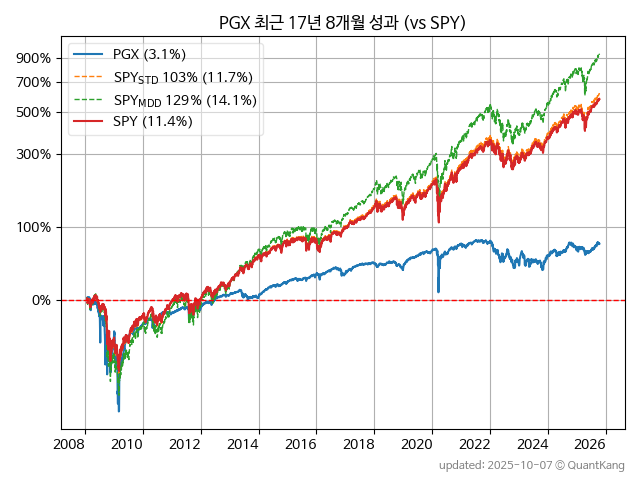 PGX 최근 17년 8개월 성과 (vs SPY)
PGX (3.1%)
SPY_STD 103% (11.7%)
SPY_MDD 129% (14.1%)
SPY (11.4%)
900%
700%
500%
300%
100%
0%
2008 2010 2012 2014 2016 2018 2020 2022 2024 2026
updated: 2025-10-07 © QuantKang